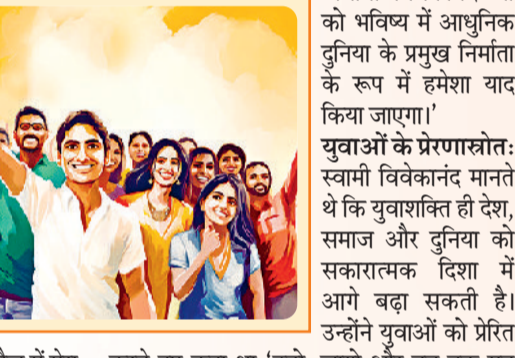 को भविष्य में आधुनिक
दुनिया के प्रमुख निर्माता
के रूप में हमेशा याद
किया जाएगा।’
युवाओं के प्रेरणास्रोत:
स्वामी विवेकानंद मानते
थे कि युवाशक्ति ही देश,
समाज और दुनिया को
सकारात्मक दिशा में
आगे बढ़ा सकती है।
उन्होंने युवाओं को प्रेरित